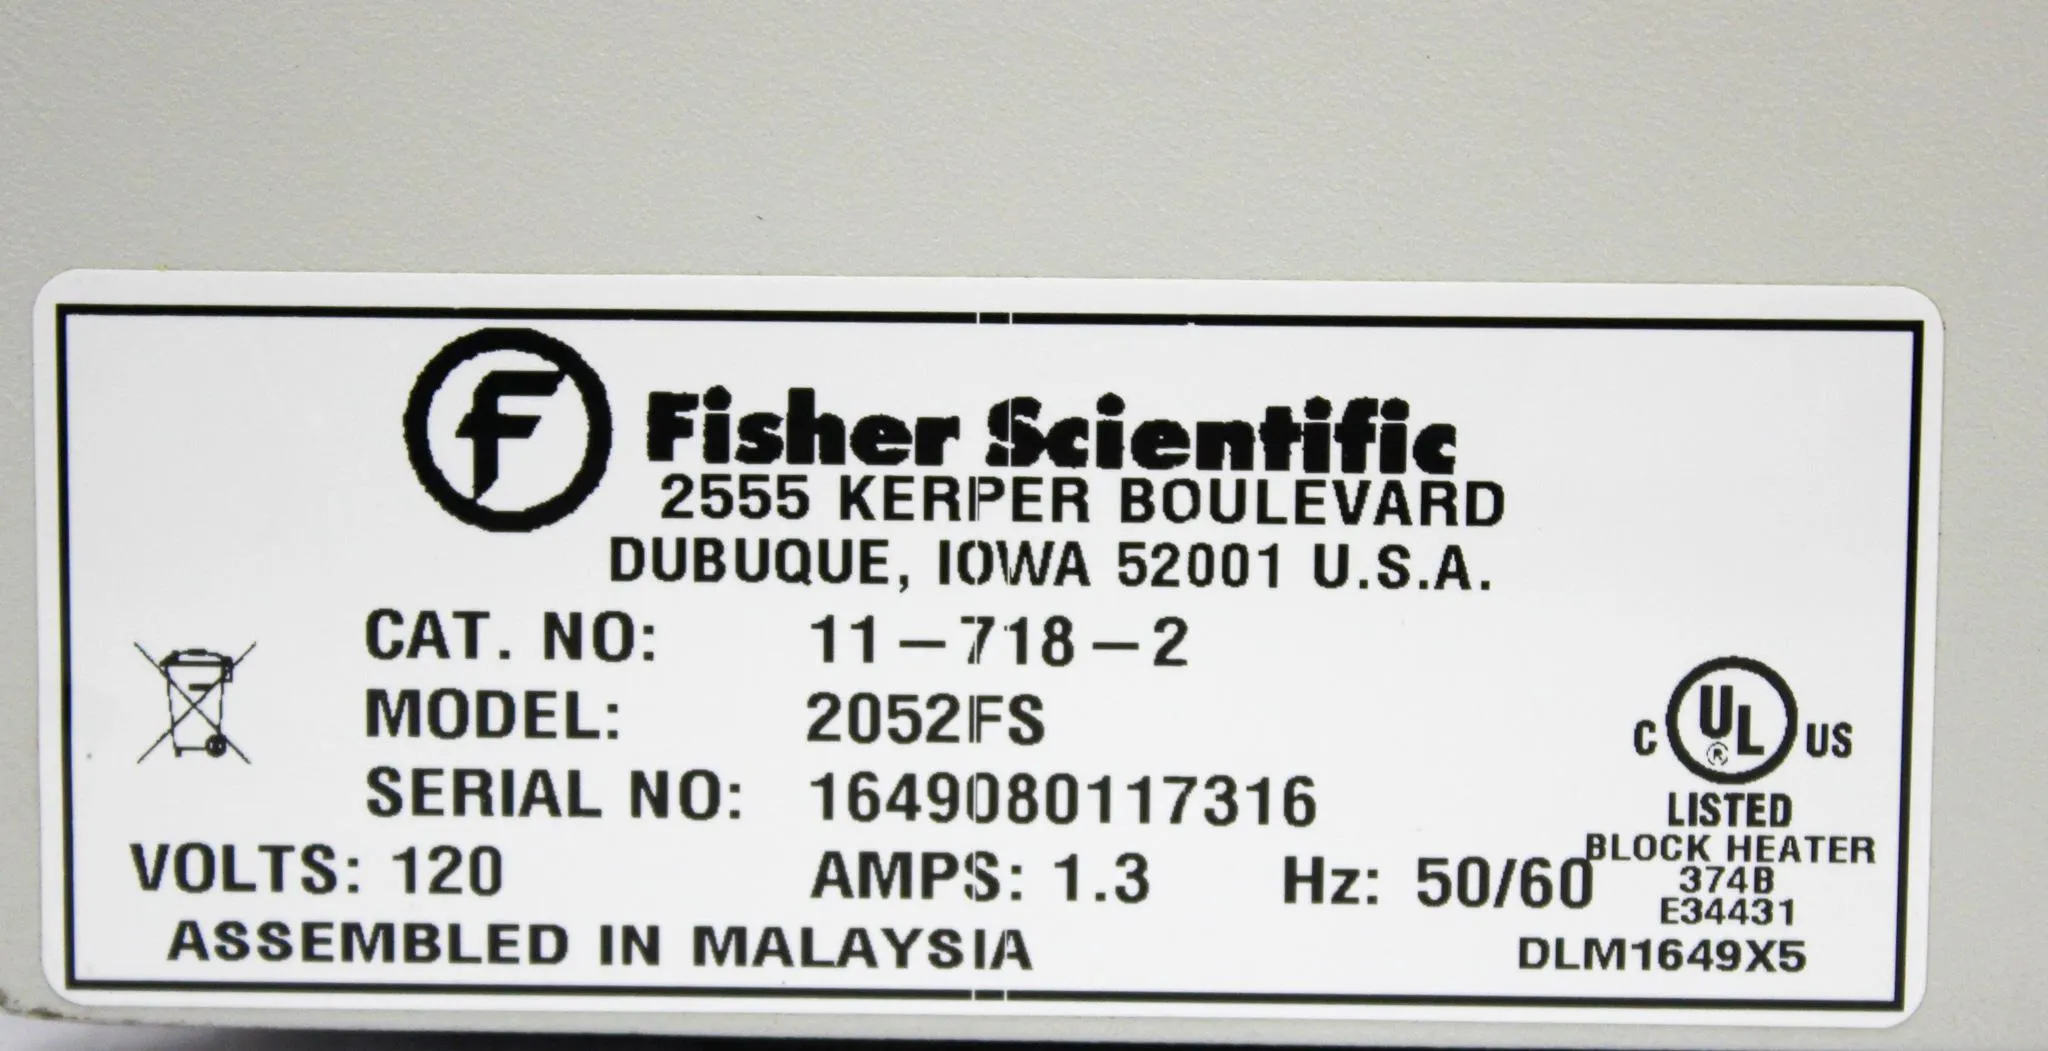 F Fisher Scientific
2555 KERPER BOULEVARD
DUBUQUE, IOWA 52001 U.S.A.
CAT. NO: 11-718-2
MODEL: 2052FS
SERIAL NO: 1649080117316
VOLTS: 120 AMPS: 1.3 Hz: 50/60
ASSEMBLED IN MALAYSIA
C UL® US
LISTED
BLOCK HEATER
374B
E34431
DLM1649X5